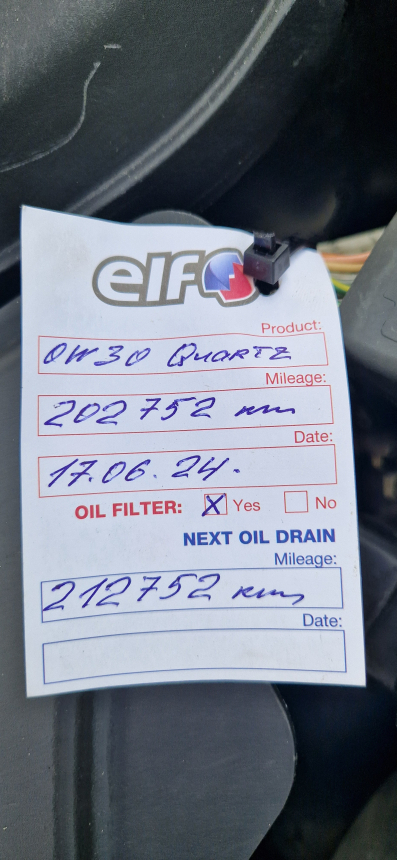 elf
Product:
0W30 QUARTZ
Mileage:
202752 km
Date:
17.06.24.
OIL FILTER: X Yes No
NEXT OIL DRAIN
Mileage:
212752 km
Date: